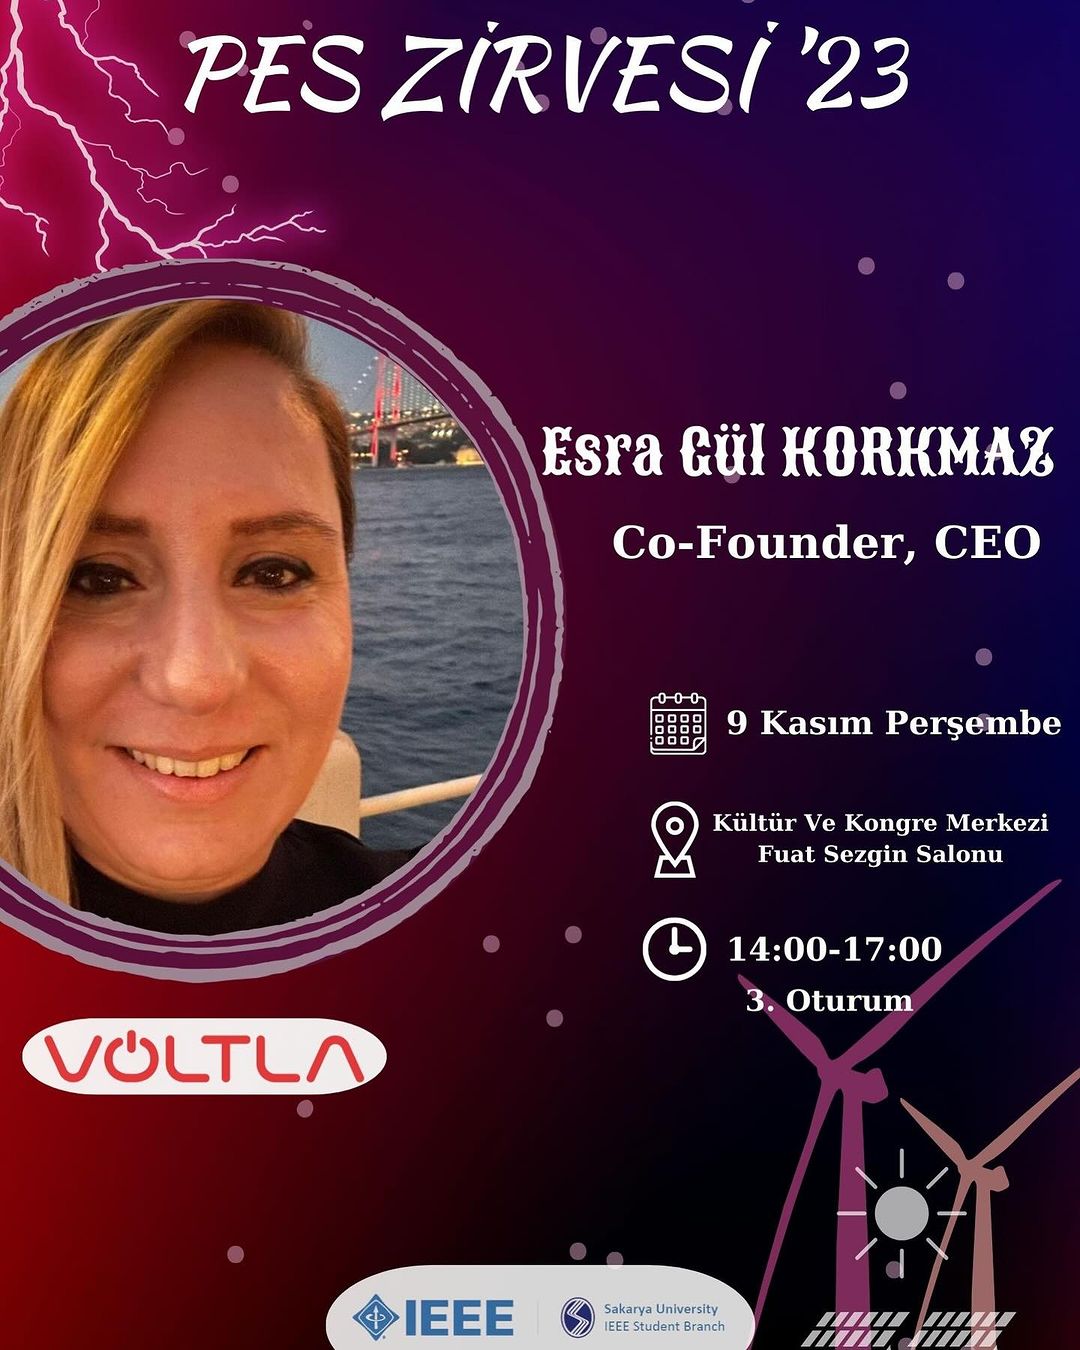 PES ZİRVESİ '23
Esra Gül KORKMAZ
Co-Founder, CEO
9 Kasım Perşembe
Kültür Ve Kongre Merkezi
Fuat Sezgin Salonu
14:00-17:00
3. Oturum
VOLTLA
IEEE
Sakarya University
IEEE Student Branch